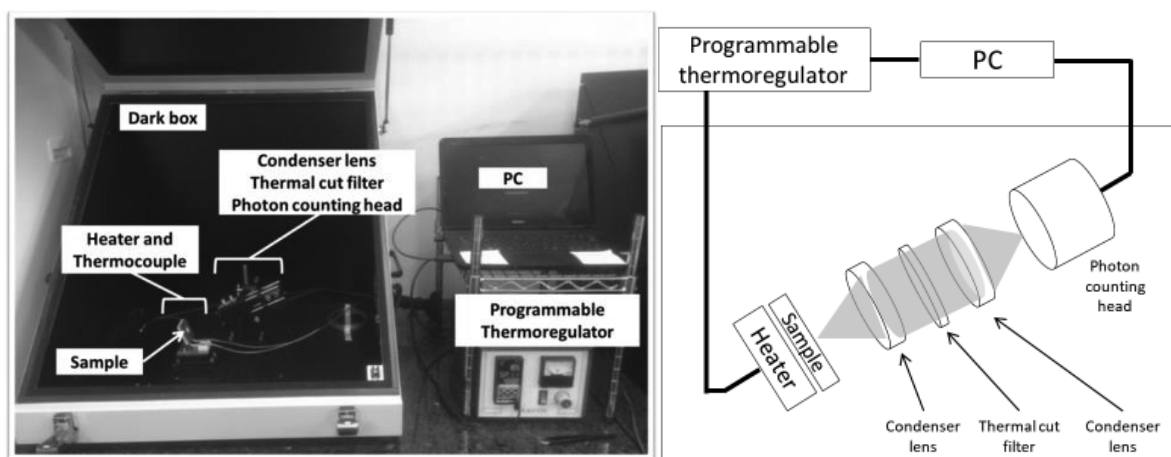 Dark box
Condenser lens
Thermal cut filter
Photon counting head
Heater and
Thermocouple
Sample
PC
Programmable
Thermoregulator
Programmable
thermoregulator
PC
Photon
counting
head
Sample
Heater
Condenser
lens
Thermal cut
filter
Condenser
lens